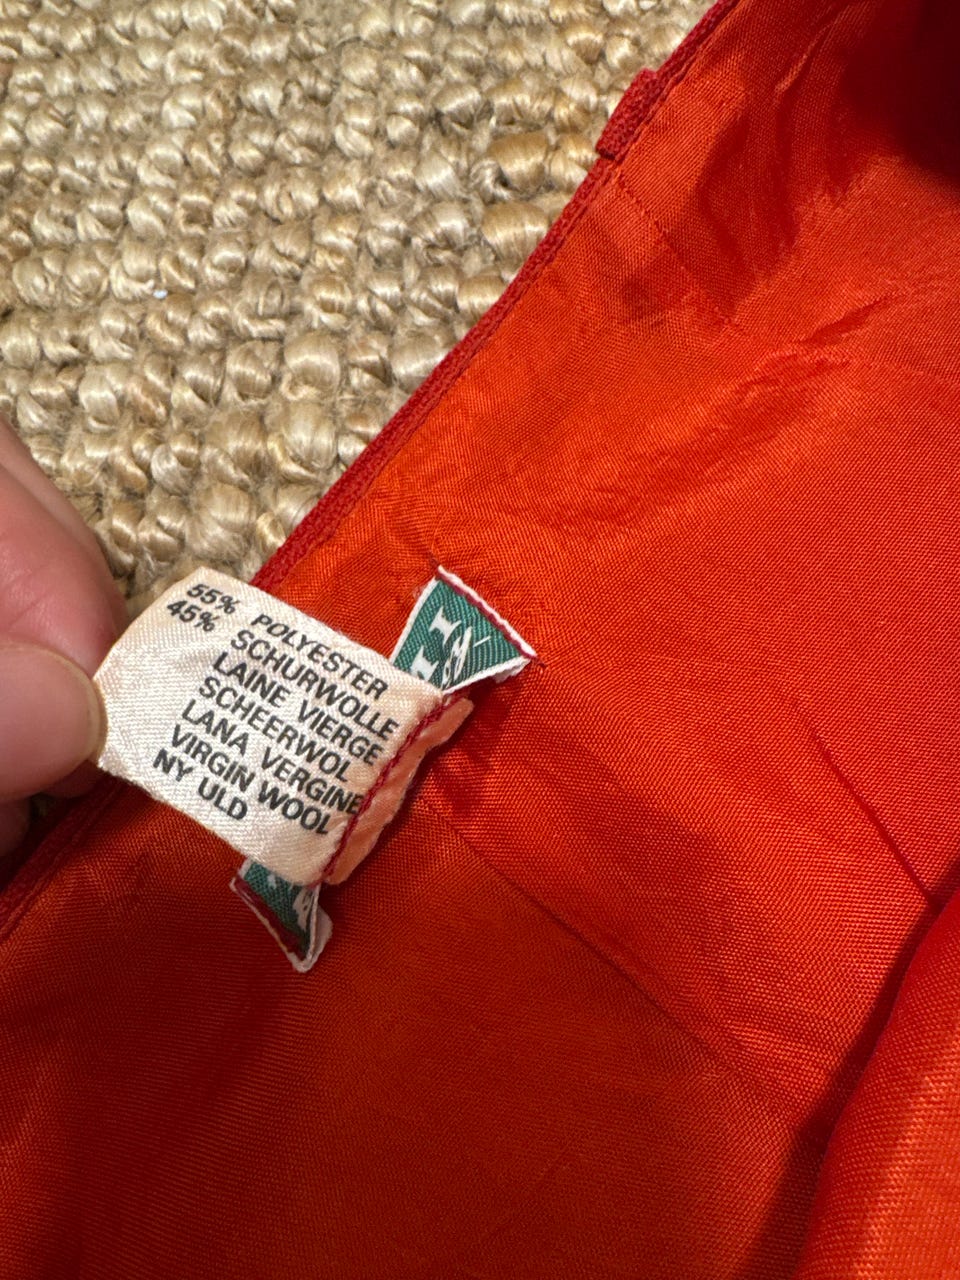 55% POLYESTER
45% SCHURWOLLE
LAINE VIERGE
SCHEERWOL
LANA VERGINE
VIRGIN WOOL
NY ULD